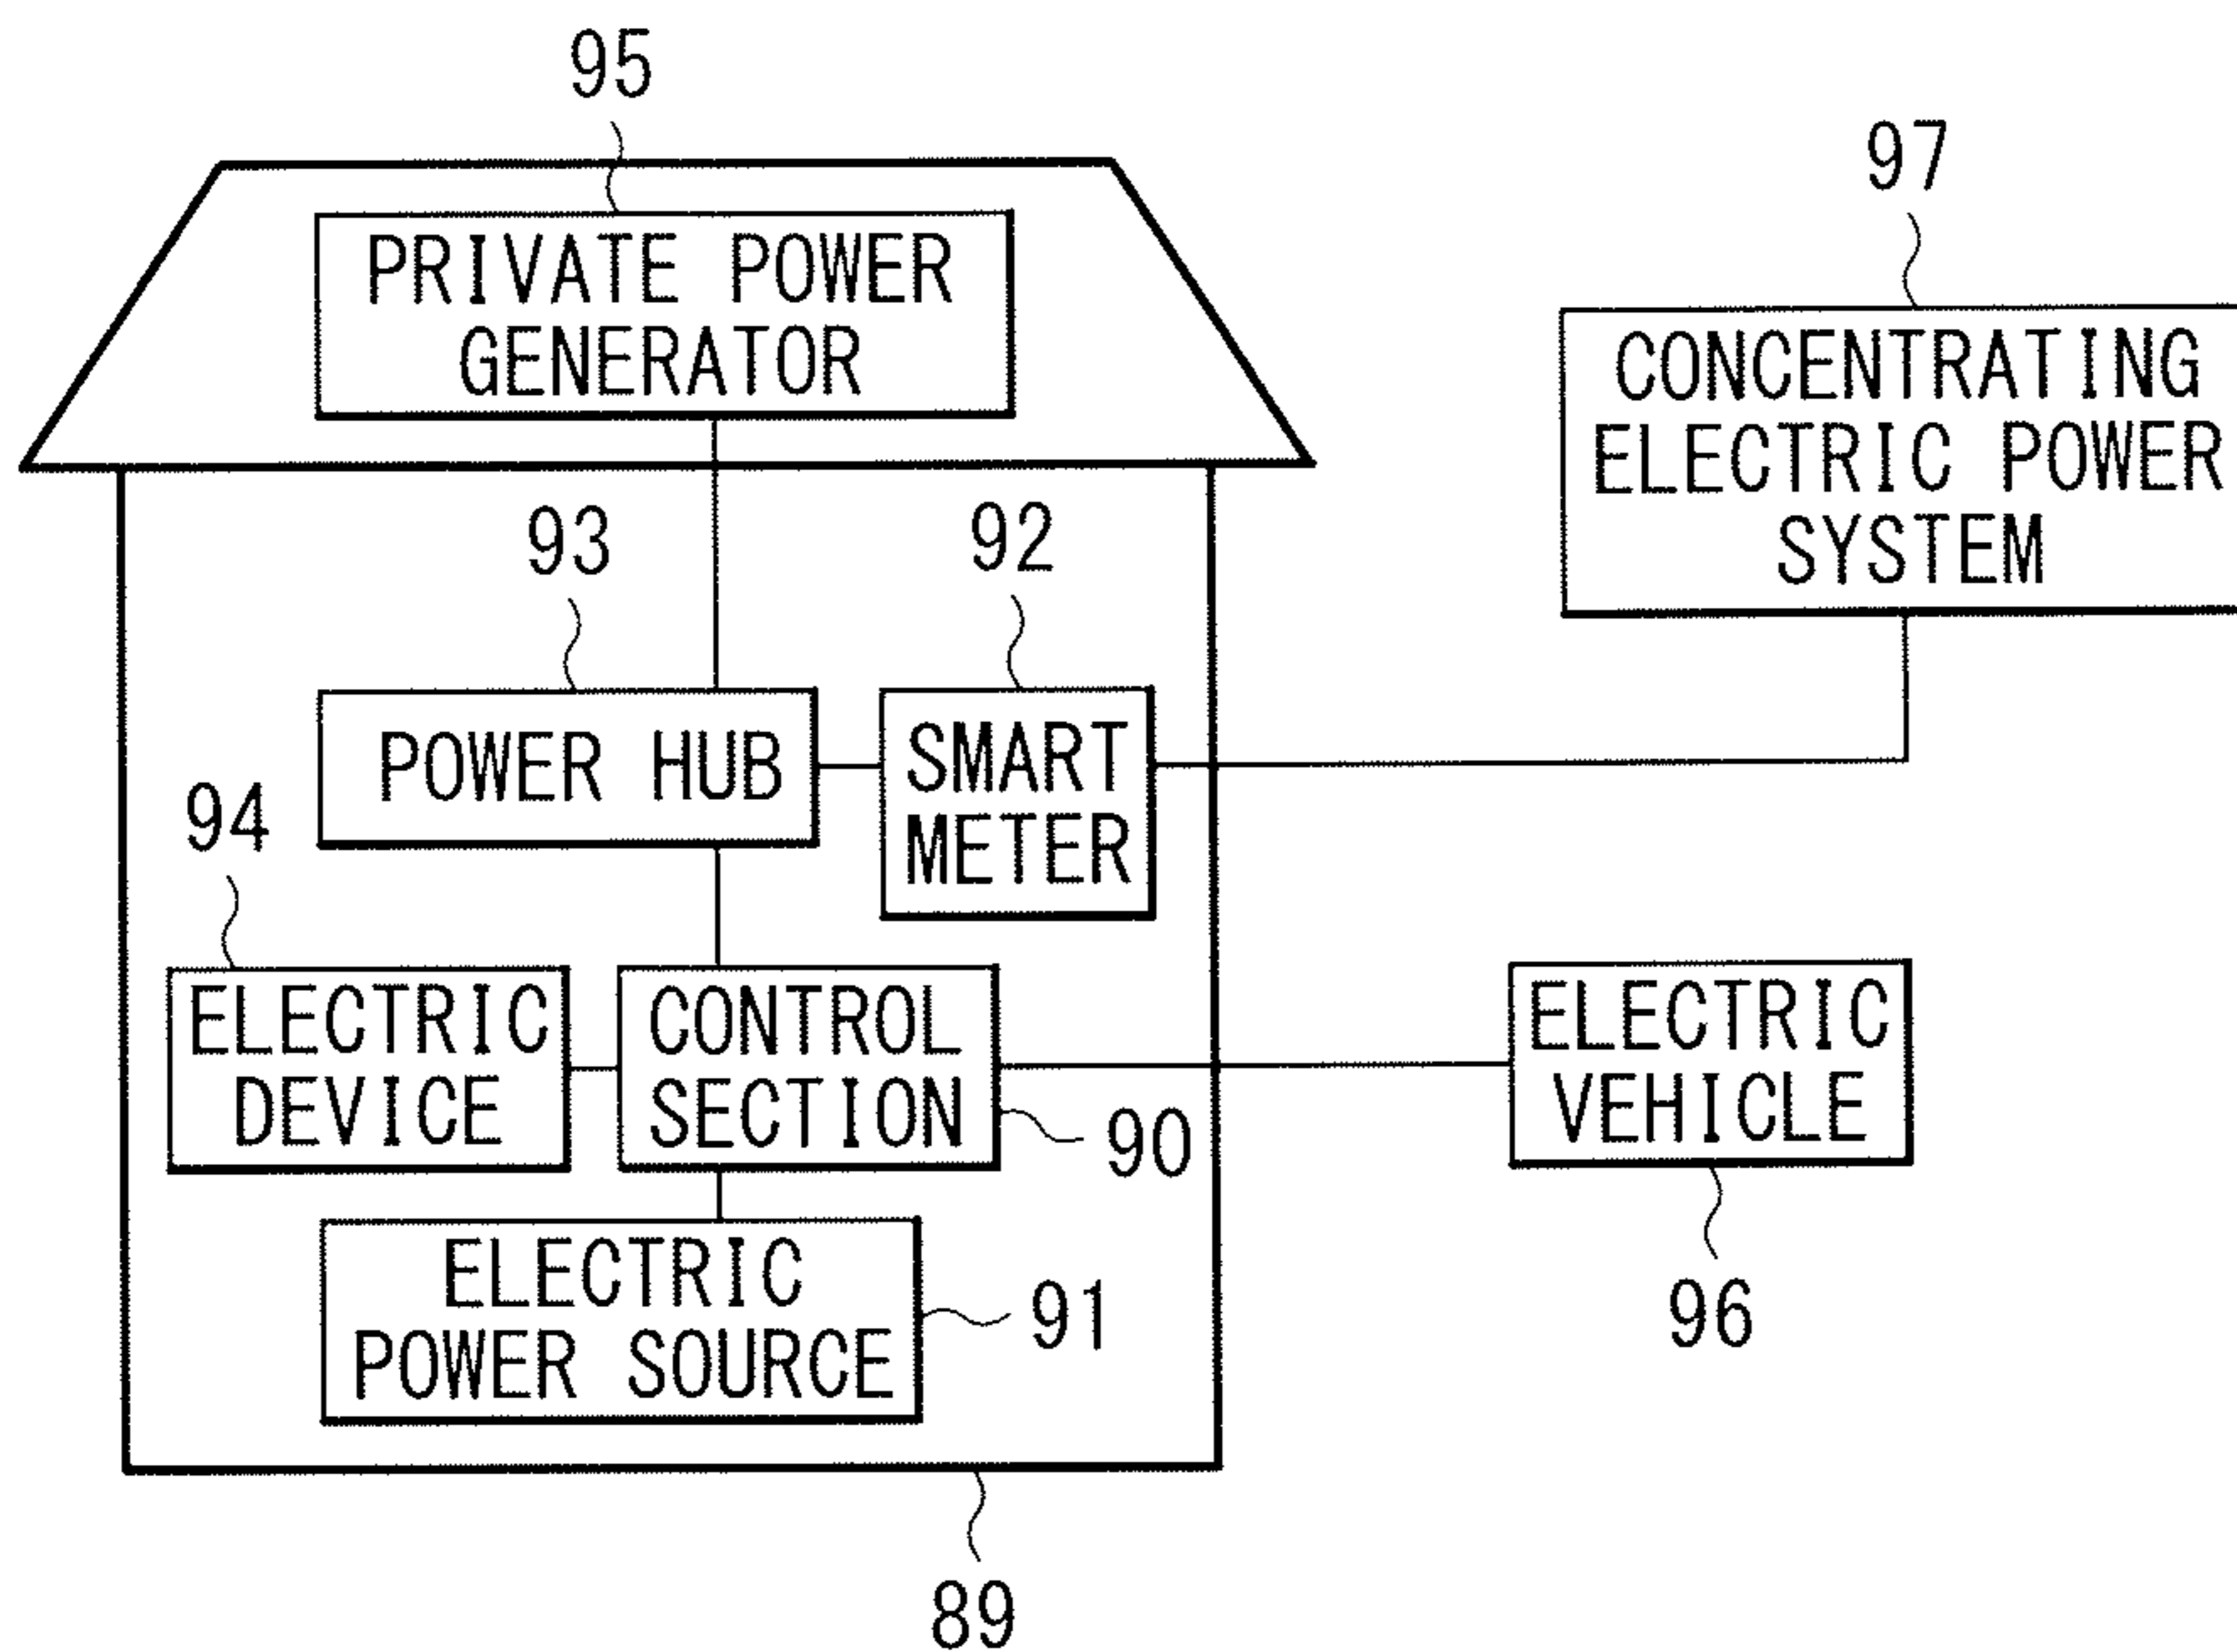 95
PRIVATE POWER
GENERATOR
97
CONCENTRATING
ELECTRIC POWER
SYSTEM
93
POWER HUB
92
SMART
METER
94
ELECTRIC
DEVICE
CONTROL
SECTION
90
ELECTRIC
VEHICLE
96
ELECTRIC
POWER SOURCE
91
89